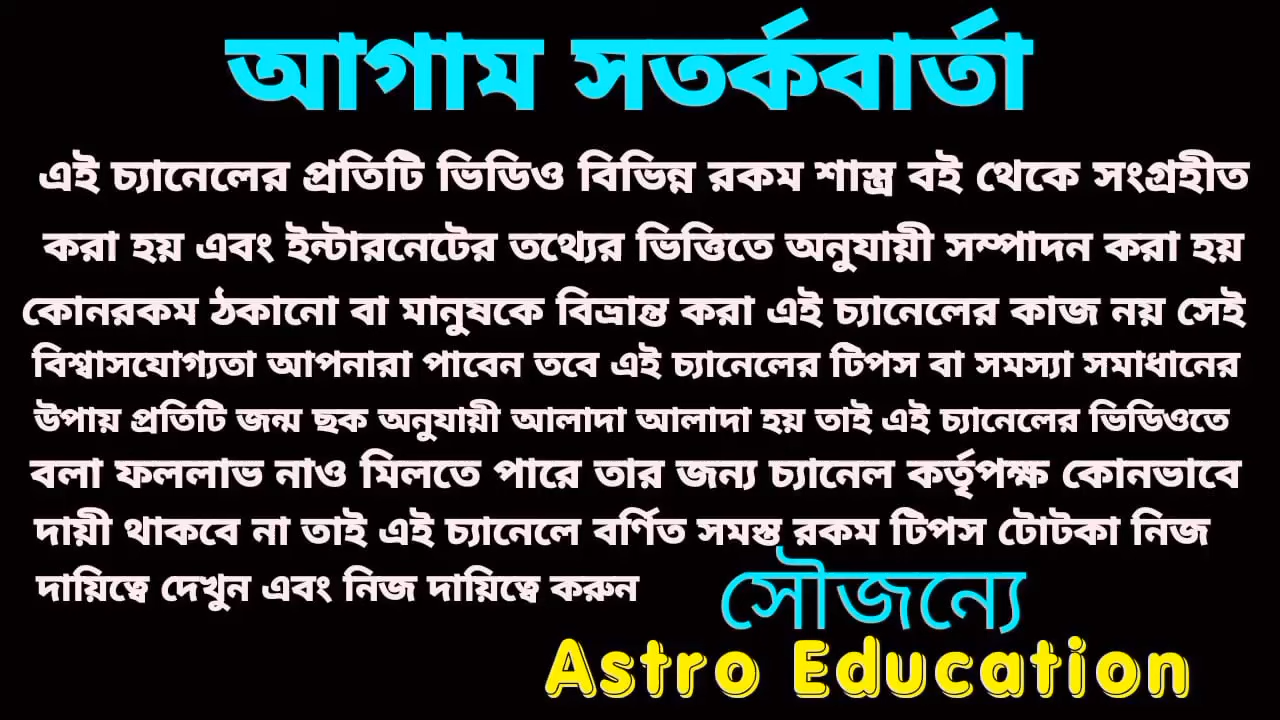 আগাম সতর্কবার্তা
এই চ্যানেলের প্রতিটি ভিডিও বিভিন্ন রকম শাস্ত্র বই থেকে সংগ্রহীত
করা হয় এবং ইন্টারনেটের তথ্যের ভিত্তিতে অনুযায়ী সম্পাদন করা হয়
কোনরকম ঠকানো বা মানুষকে বিভ্রান্ত করা এই চ্যানেলের কাজ নয় সেই
বিশ্বাসযোগ্যতা আপনারা পাবেন তবে এই চ্যানেলের টিপস বা সমস্যা সমাধানের
উপায় প্রতিটি জন্ম ছক অনুযায়ী আলাদা আলাদা হয় তাই এই চ্যানেলের ভিডিওতে
বলা ফললাভ নাও মিলতে পারে তার জন্য চ্যানেল কর্তৃপক্ষ কোনভাবে
দায়ী থাকবে না তাই এই চ্যানেলে বর্ণিত সমস্ত রকম টিপস টোটকা নিজ
দায়িত্বে দেখুন এবং নিজ দায়িত্বে করুন
সৌজন্যে
Astro Education